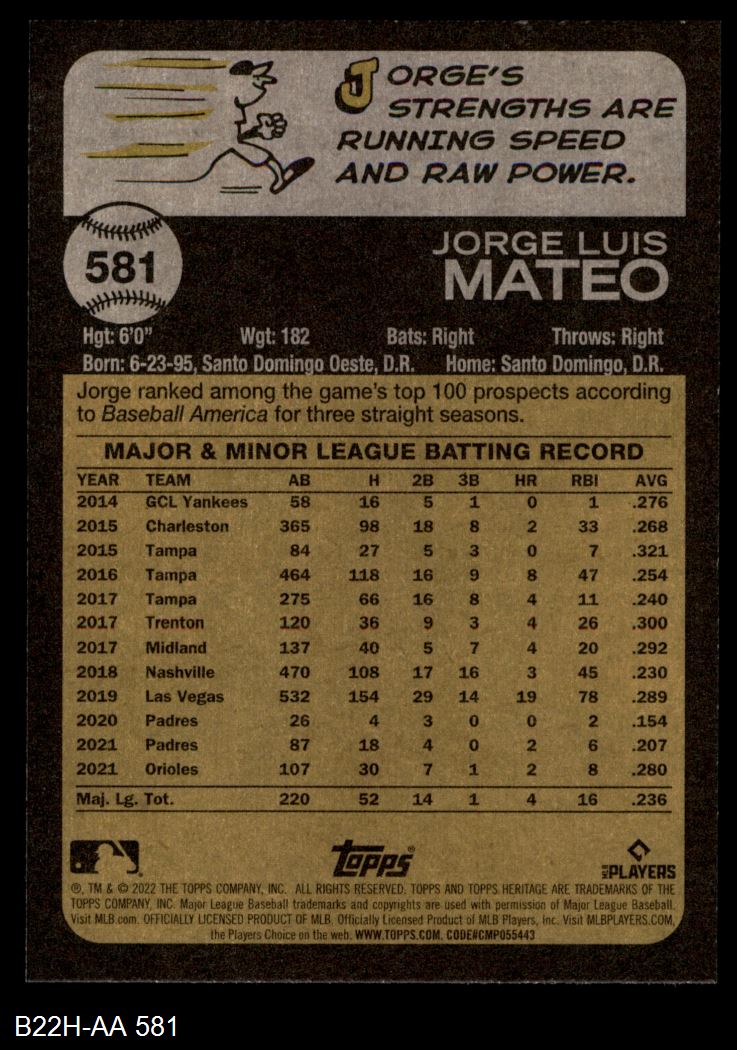 JORGE'S
STRENGTHS ARE
RUNNING SPEED
AND RAW POWER.
581
JORGE LUIS
MATEO
Hgt: 6'0" Wgt: 182 Bats: Right Throws: Right
Born: 6-23-95, Santo Domingo Oeste, D.R. Home: Santo Domingo, D.R.
Jorge ranked among the game's top 100 prospects according
to Baseball America for three straight seasons.
MAJOR & MINOR LEAGUE BATTING RECORD
YEAR TEAM AB H 2B 3B HR RBI AVG
2014 GCL Yankees 58 16 5 1 0 1 .276
2015 Charleston 365 98 18 8 2 33 .268
2015 Tampa 84 27 5 3 0 7 .321
2016 Tampa 464 118 16 9 8 47 .254
2017 Tampa 275 66 16 8 4 11 .240
2017 Trenton 120 36 9 3 4 26 .300
2017 Midland 137 40 5 7 4 20 .292
2018 Nashville 470 108 17 16 3 45 .230
2019 Las Vegas 532 154 29 14 19 78 .289
2020 Padres 26 4 3 0 0 2 .154
2021 Padres 87 18 4 0 2 6 .207
2021 Orioles 107 30 7 1 2 8 .280
Maj. Lg. Tot. 220 52 14 1 4 16 .236
TOPPS® MLB PLAYERS
®, TM & © 2022 THE TOPPS COMPANY, INC. ALL RIGHTS RESERVED. TOPPS AND TOPPS HERITAGE ARE TRADEMARKS OF THE
TOPPS COMPANY, INC. Major League Baseball trademarks and copyrights are used with permission of Major League Baseball.
Visit MLB.com. OFFICIALLY LICENSED PRODUCT OF MLB. Officially Licensed Product of MLB Players, Inc. Visit MLBPLAYERS.COM,
the Players Choice on the web. WWW.TOPPS.COM. CODE#CMP055443
B22H-AA 581